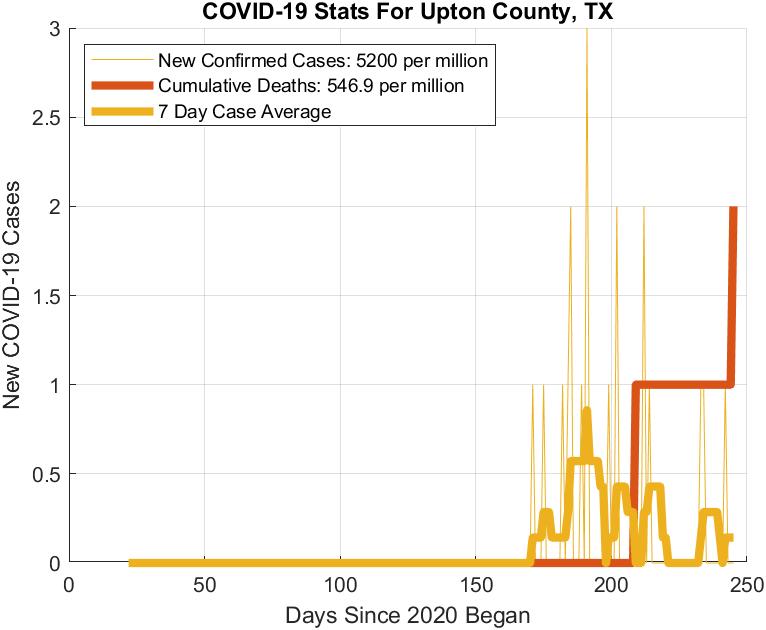 COVID-19 Stats For Upton County, TX
New Confirmed Cases: 5200 per million
Cumulative Deaths: 546.9 per million
7 Day Case Average
New COVID-19 Cases
3
2.5
2
1.5
1
0.5
0
0 50 100 150 200 250
Days Since 2020 Began